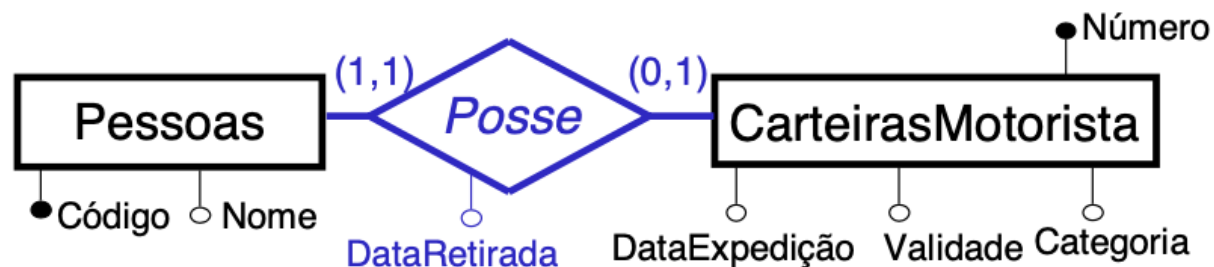 Número
(1,1)
(0,1)
Pessoas
Posse
CarteirasMotorista
Código
Nome
DataRetirada
DataExpedição
Validade
Categoria